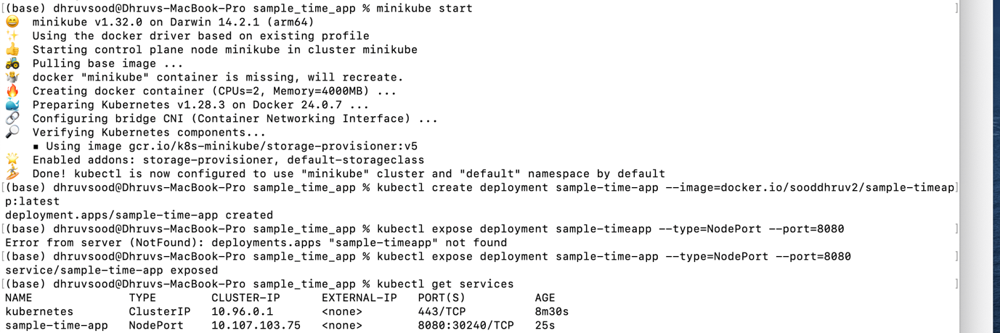 [(base) dhruvsood@Dhruvs-MacBook-Pro sample_time_app % minikube start ]
😄 minikube v1.32.0 on Darwin 14.2.1 (arm64)
✨ Using the docker driver based on existing profile
👍 Starting control plane node minikube in cluster minikube
🚜 Pulling base image ...
🤷 docker "minikube" container is missing, will recreate.
🔥 Creating docker container (CPUs=2, Memory=4000MB) ...
🐳 Preparing Kubernetes v1.28.3 on Docker 24.0.7 ...
🔗 Configuring bridge CNI (Container Networking Interface) ...
🔎 Verifying Kubernetes components...
▪ Using image gcr.io/k8s-minikube/storage-provisioner:v5
🌟 Enabled addons: storage-provisioner, default-storageclass
🏄 Done! kubectl is now configured to use "minikube" cluster and "default" namespace by default
[(base) dhruvsood@Dhruvs-MacBook-Pro sample_time_app % kubectl create deployment sample-time-app --image=docker.io/sooddhruv2/sample-timeap]
p:latest
deployment.apps/sample-time-app created
[(base) dhruvsood@Dhruvs-MacBook-Pro sample_time_app % kubectl expose deployment sample-timeapp --type=NodePort --port=8080 ]
Error from server (NotFound): deployments.apps "sample-timeapp" not found
[(base) dhruvsood@Dhruvs-MacBook-Pro sample_time_app % kubectl expose deployment sample-time-app --type=NodePort --port=8080 ]
service/sample-time-app exposed
[(base) dhruvsood@Dhruvs-MacBook-Pro sample_time_app % kubectl get services ]
NAME TYPE CLUSTER-IP EXTERNAL-IP PORT(S) AGE
kubernetes ClusterIP 10.96.0.1 <none> 443/TCP 8m30s
sample-time-app NodePort 10.107.103.75 <none> 8080:30240/TCP 25s